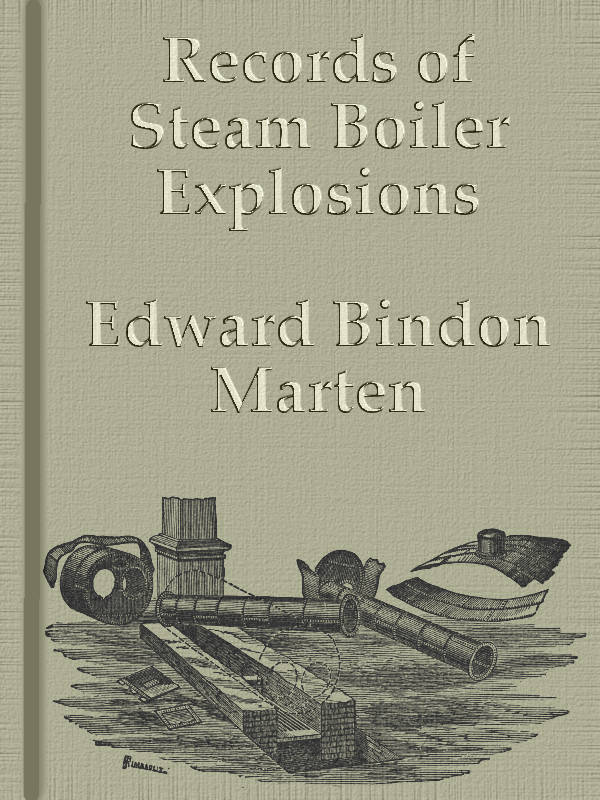 Records of
Steam Boiler
Explosions
Edward Bindon
Marten